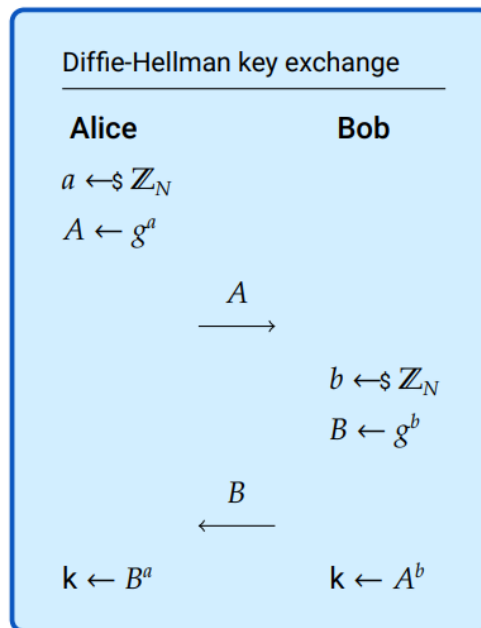 Diffie-Hellman key exchange
Alice Bob
a ←$ ℤ_N
A ← g^a
A
⟶
b ←$ ℤ_N
B ← g^b
B
⟵
k ← B^a k ← A^b